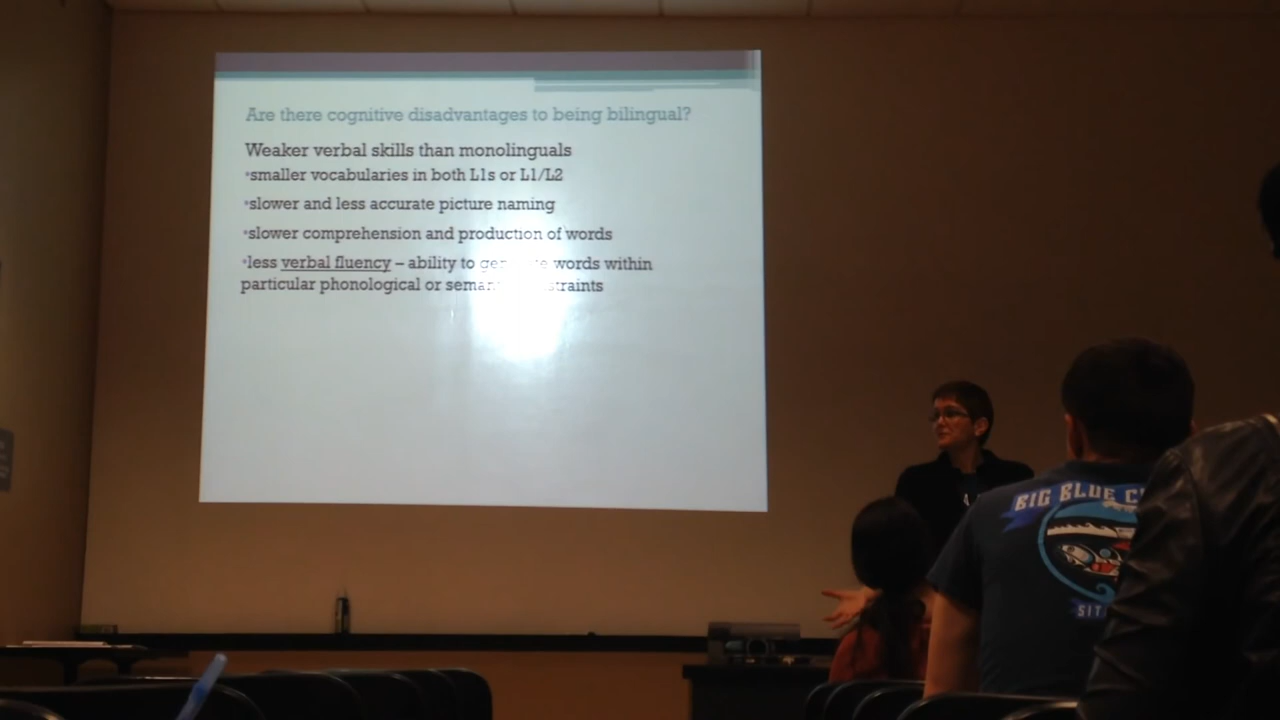 Are there cognitive disadvantages to being bilingual?
Weaker verbal skills than monolinguals
•smaller vocabularies in both L1s or L1/L2
•slower and less accurate picture naming
•slower comprehension and production of words
•less verbal fluency – ability to words within
particular phonological or
BIG BLUE